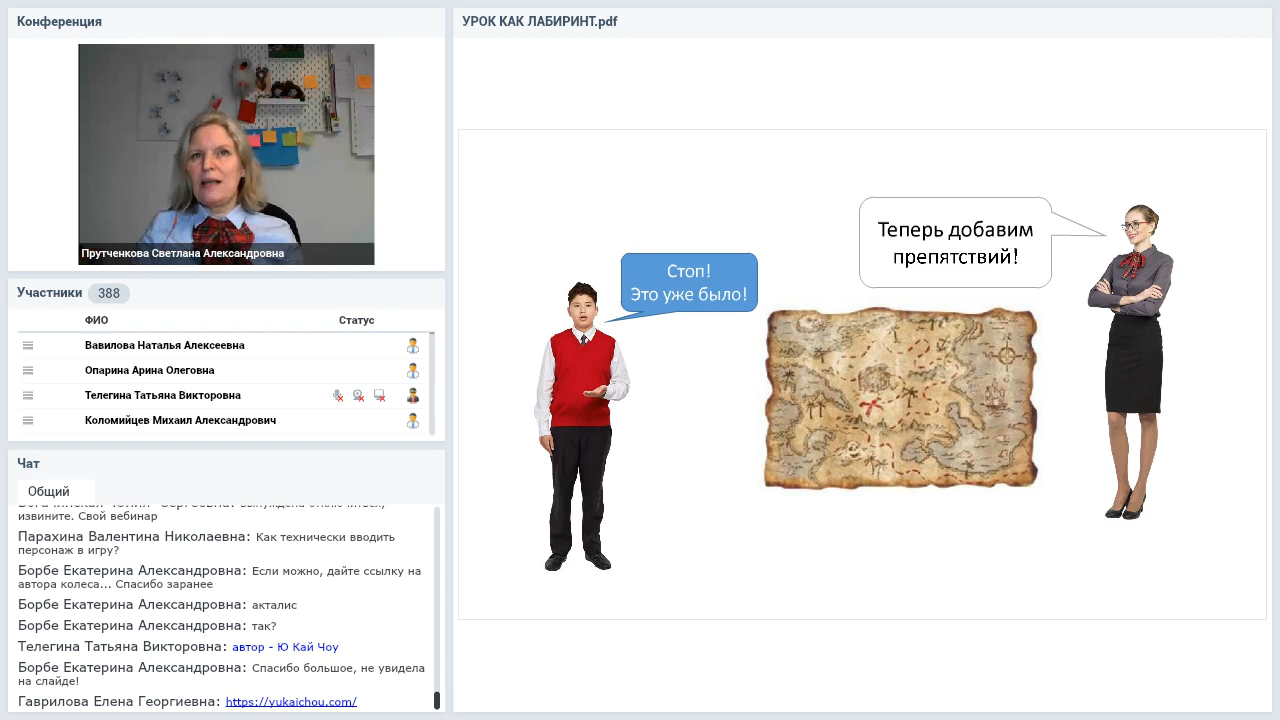 Конференция
Прутченкова Светлана Александровна
Участники 388
ФИО Статус
Вавилова Наталья Алексеевна
Опарина Арина Олеговна
Телегина Татьяна Викторовна
Коломийцев Михаил Александрович
Чат
Общий
извините. Свой вебинар
Парахина Валентина Николаевна: Как технически вводить
персонаж в игру?
Борбе Екатерина Александровна: Если можно, дайте ссылку на
автора колеса... Спасибо заранее
Борбе Екатерина Александровна: акталис
Борбе Екатерина Александровна: так?
Телегина Татьяна Викторовна: автор - Ю Кай Чоу
Борбе Екатерина Александровна: Спасибо большое, не увидела
на слайде!
Гаврилова Елена Георгиевна: https://yukaichou.com/
УРОК КАК ЛАБИРИНТ.pdf
Теперь добавим
препятствий!
Стоп!
Это уже было!